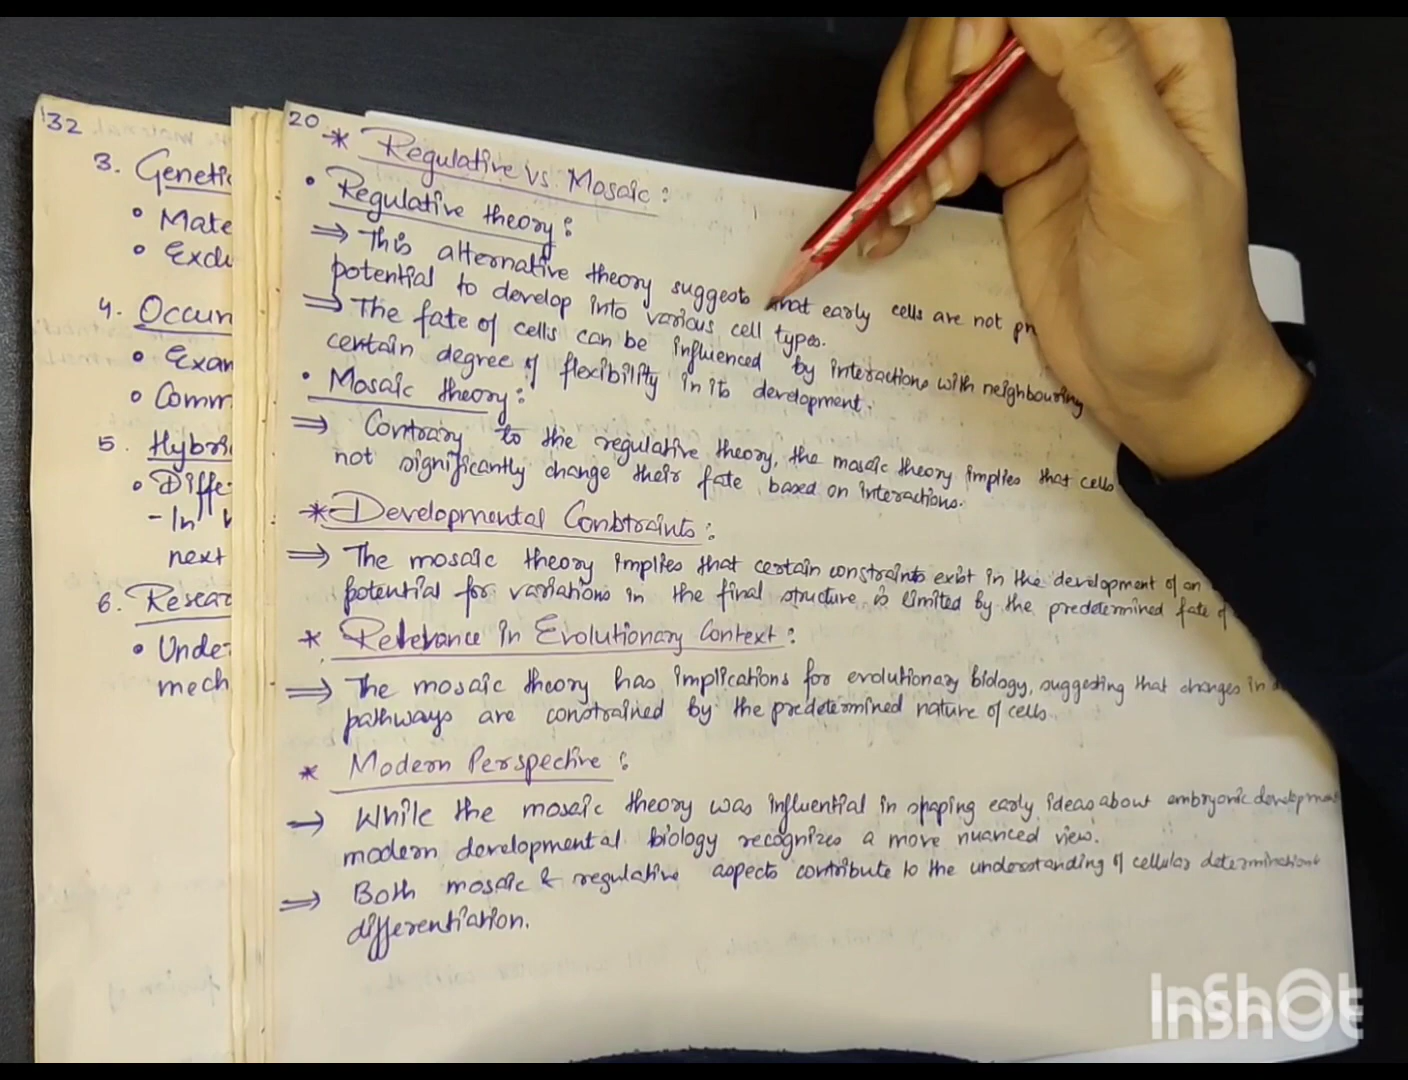 132
3. Geneti
• Mate
• Exclu
4. Occur
• Exam
• Comm
5. Hybri
• Diffe
- In
next
6. Resear
• Under
mech
20
* Regulative vs. Mosaic :
• Regulative theory :
⇒ This alternative theory suggests that early cells are not pr
potential to develop into various cell types.
⇒ The fate of cells can be influenced by interactions with neighbouring
certain degree of flexibility in its development.
• Mosaic theory :
⇒ Contrary to the regulative theory, the mosaic theory implies that cells
not significantly change their fate based on interactions.
* Developmental Conbtraints :
⇒ The mosaic theory implies that certain constraints exist in the development of an
potential for variations in the final structure is limited by the predetermined fate of
* Relevance in Evolutionary Context :
⇒ The mosaic theory has implications for evolutionary biology, suggesting that changes in
pathways are constrained by the predetermined nature of cells.
* Modern Perspective :
⇒ While the mosaic theory was influential in shaping early ideas about embryonic development
modern developmental biology recognizes a more nuanced view.
⇒ Both mosaic & regulative aspects contribute to the understanding of cellular determination
differentiation.
InShOt